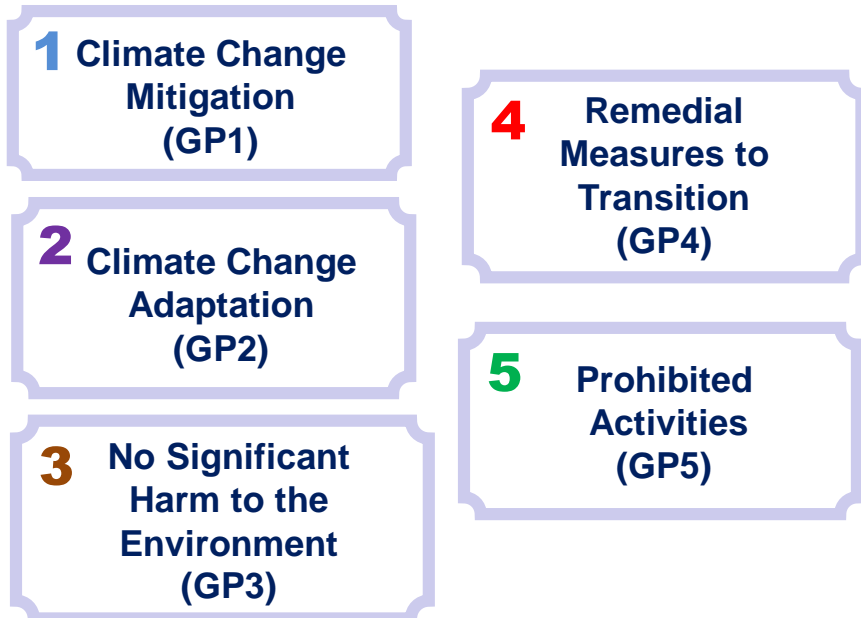 1 Climate Change
Mitigation
(GP1)
2 Climate Change
Adaptation
(GP2)
3 No Significant
Harm to the
Environment
(GP3)
4 Remedial
Measures to
Transition
(GP4)
5 Prohibited
Activities
(GP5)